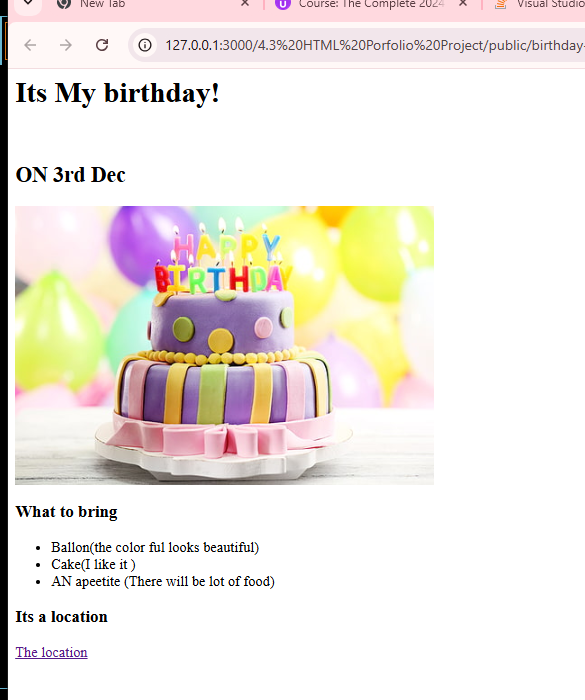 New Tab
Course: The Complete 2024
Visual Studio
127.0.0.1:3000/4.3%20HTML%20Porfolio%20Project/public/birthday-
Its My birthday!
ON 3rd Dec
HAPPY
BIRTHDAY
What to bring
Ballon(the color ful looks beautiful)
Cake(I like it )
AN apeetite (There will be lot of food)
Its a location
The location